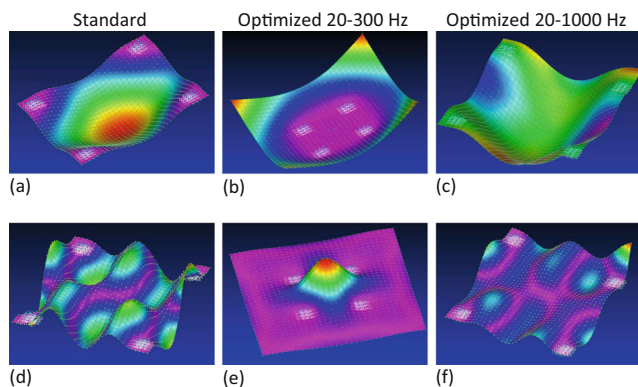 Standard Optimized 20-300 Hz Optimized 20-1000 Hz
(a) (b) (c)
(d) (e) (f)